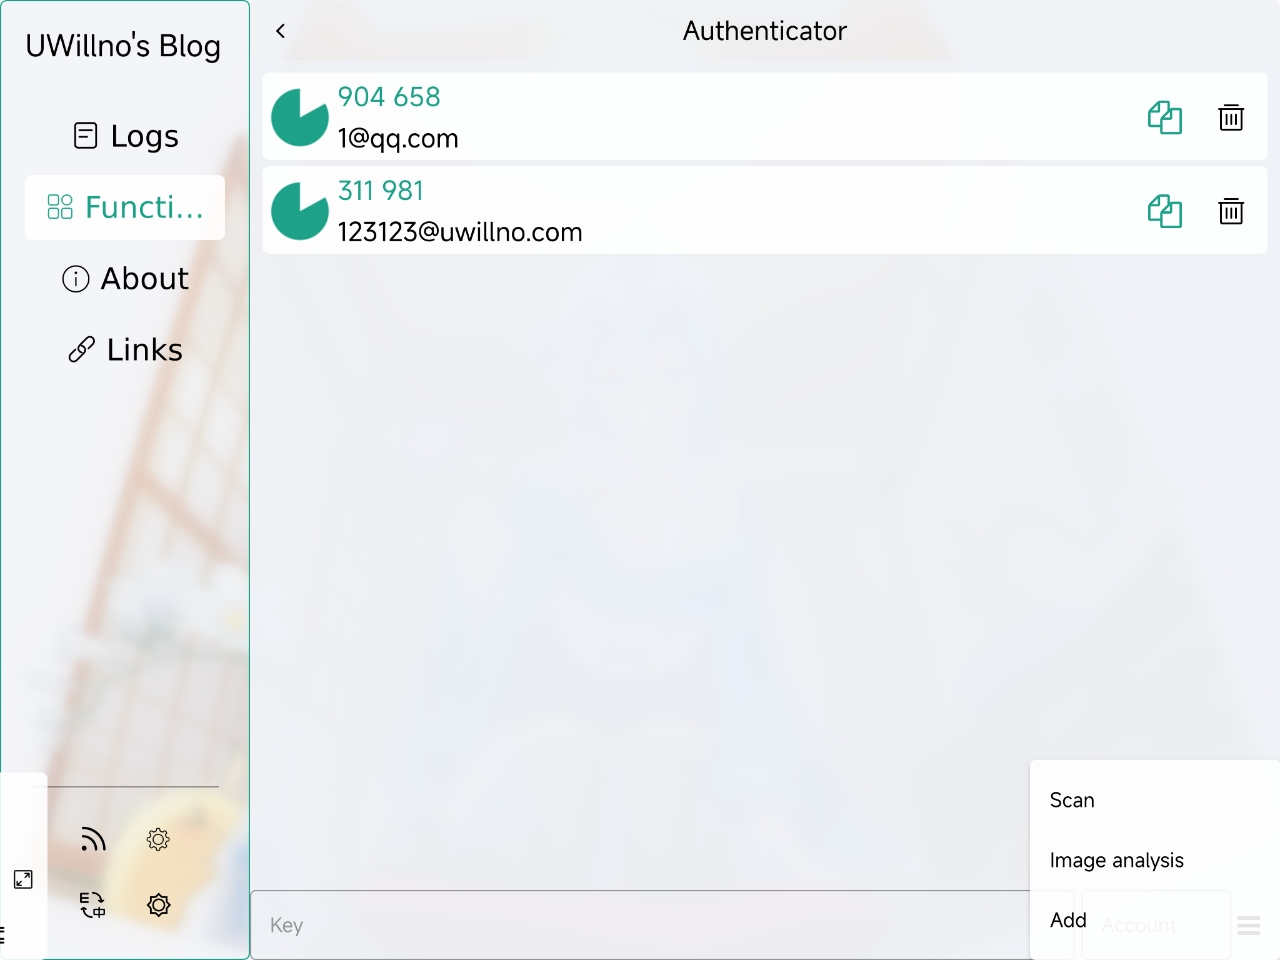 UWillno's Blog
Logs
Functi...
About
Links
Authenticator
904 658
1@qq.com
311 981
123123@uwillno.com
Scan
Image analysis
Add
Key
Account
E
中